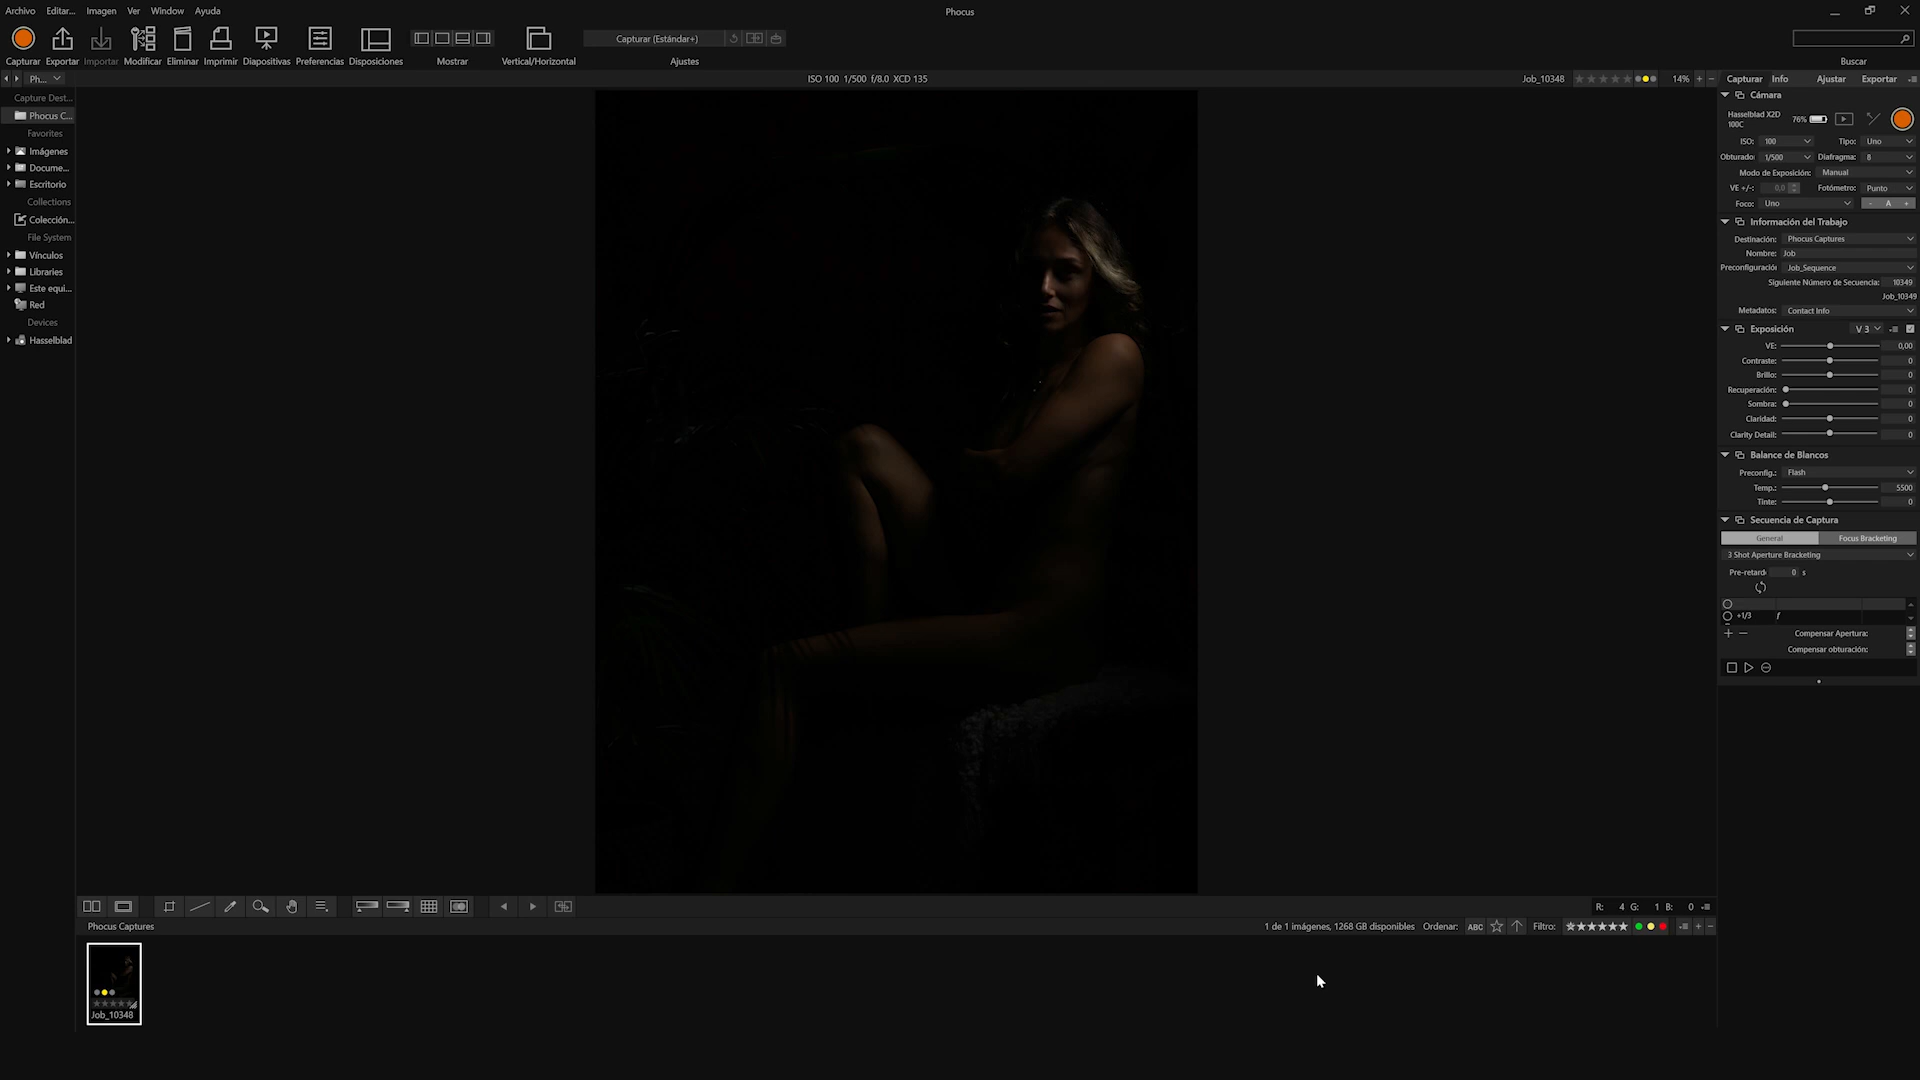 Archivo Editar... Imagen Ver Window Ayuda
Phocus
Capturar Exportar Importar Modificar Eliminar Imprimir Diapositivas Preferencias Disposiciones Mostrar Vertical/Horizontal
Capturar (Estándar+)
Ajustes
Buscar
Ph...
ISO 100 1/500 f/8.0 XCD 135
Job_10348
14% + −
Capturar Info Ajustar Exportar
Capture Dest...
Phocus C...
Favorites
Imágenes
Docume...
Escritorio
Collections
Colección...
File System
Vínculos
Libraries
Este equi...
Red
Devices
Hasselblad
Cámara
Hasselblad X2D
100C
76%
ISO: 100 Tipo: Uno
Obturado: 1/500 Diafragma: 8
Modo de Exposición: Manual
VE +/-: 0,0 Fotómetro: Punto
Foco: Uno - A +
Información del Trabajo
Destinación: Phocus Captures
Nombre: Job
Preconfiguració Job_Sequence
Siguiente Número de Secuencia: 10349
Job_10349
Metadatos: Contact Info
Exposición V 3
VE: 0,00
Contraste: 0
Brillo: 0
Recuperación: 0
Sombra: 0
Claridad: 0
Clarity Detail: 0
Balance de Blancos
Preconfig.: Flash
Temp.: 5500
Tinte: 0
Secuencia de Captura
General Focus Bracketing
3 Shot Aperture Bracketing
Pre-retard 0 s
+1/3 f
+ − Compensar Apertura:
Compensar obturación:
R: 4 G: 1 B: 0
Phocus Captures
1 de 1 imágenes, 1268 GB disponibles Ordenar: ABC Filtro:
Job_10348